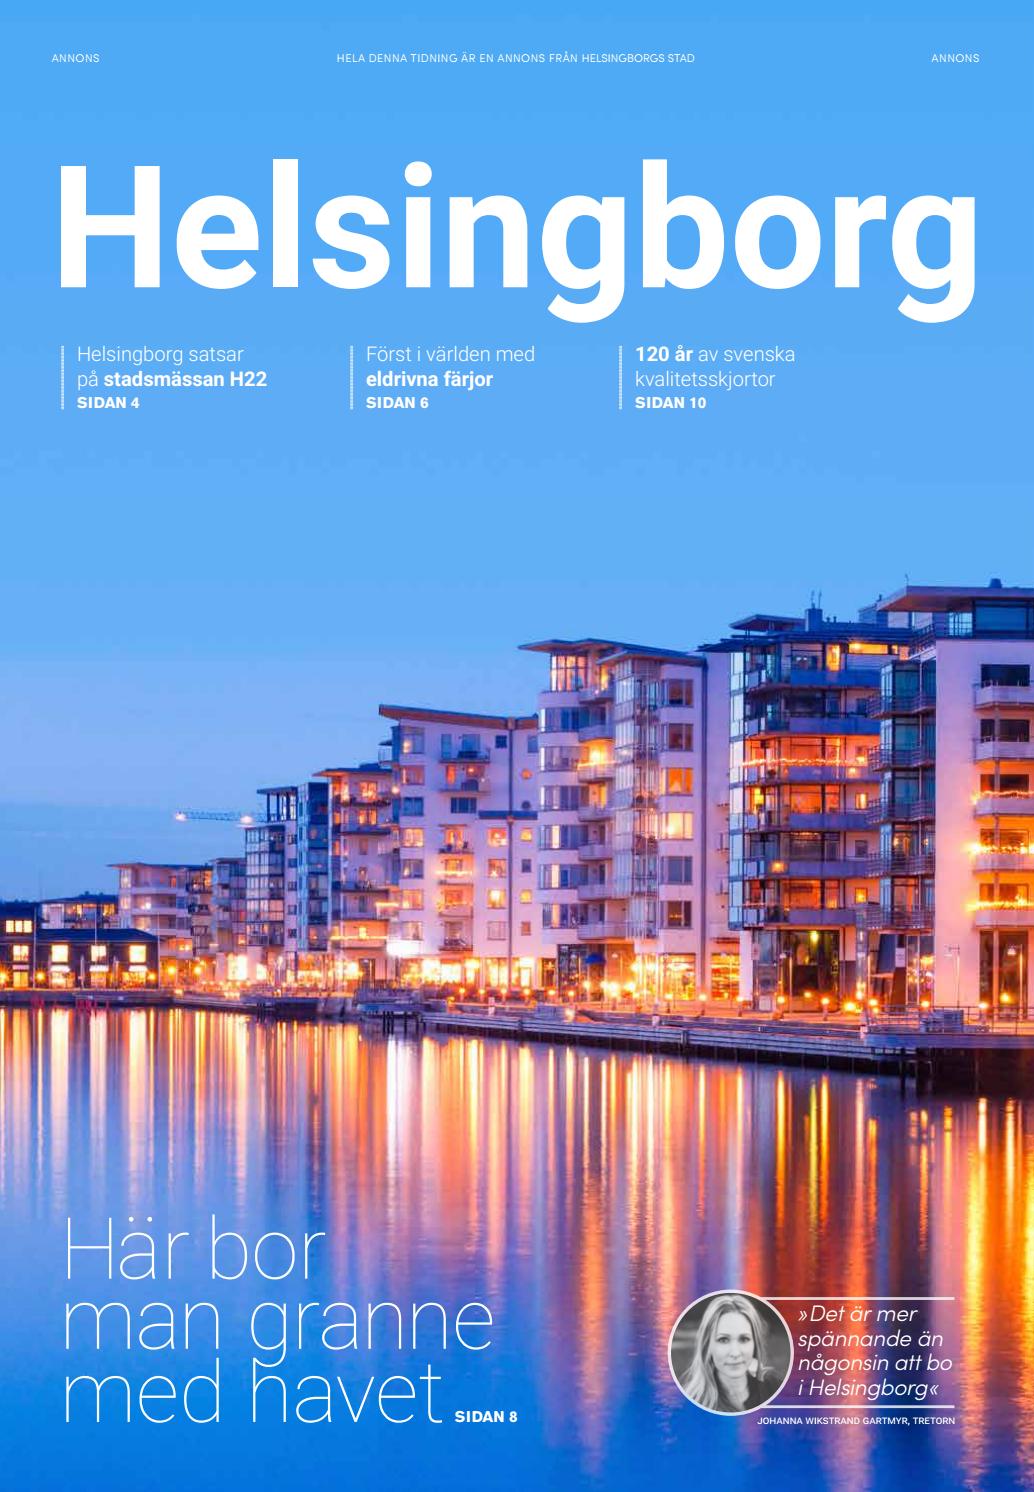 ANNONS
HELA DENNA TIDNING ÄR EN ANNONS FRÅN HELSINGBORGS STAD
ANNONS
Helsingborg
Helsingborg satsar
på stadsmässan H22
SIDAN 4
Först i världen med
eldrivna färjor
SIDAN 6
120 år av svenska
kvalitetsskjortor
SIDAN 10
Här bor
man granne
med havet SIDAN 8
»Det är mer
spännande än
någonsin att bo
i Helsingborg«
JOHANNA WIKSTRAND GARTMYR, TRETORN